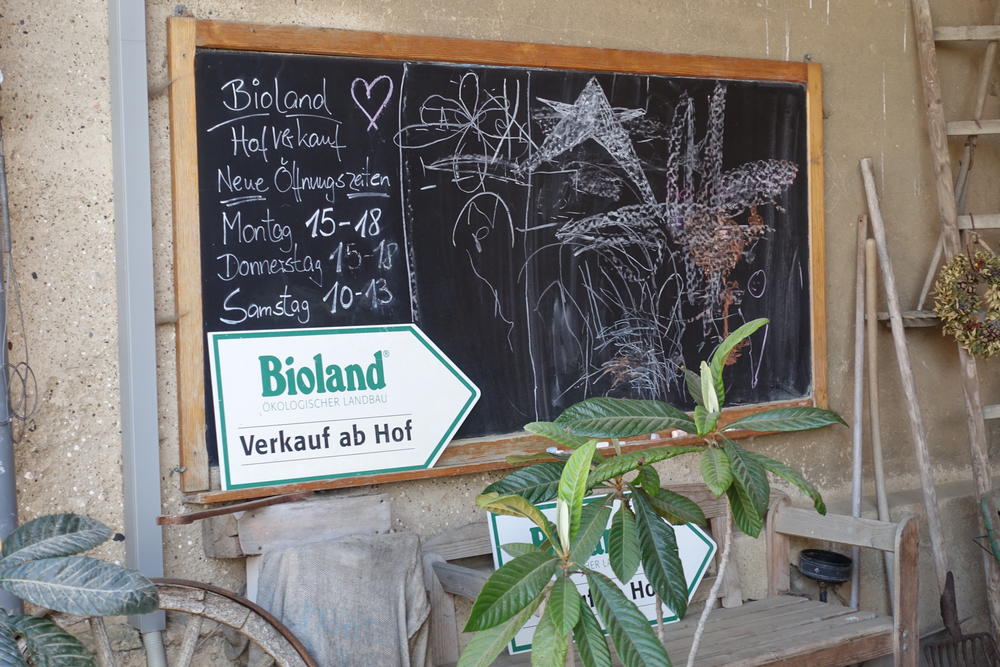 Bioland
Hofverkauf
Neue Öffnungszeiten
Montag 15-18
Donnerstag 15-18
Samstag 10-13
Bioland®
ÖKOLOGISCHER LANDBAU
Verkauf ab Hof
Ho